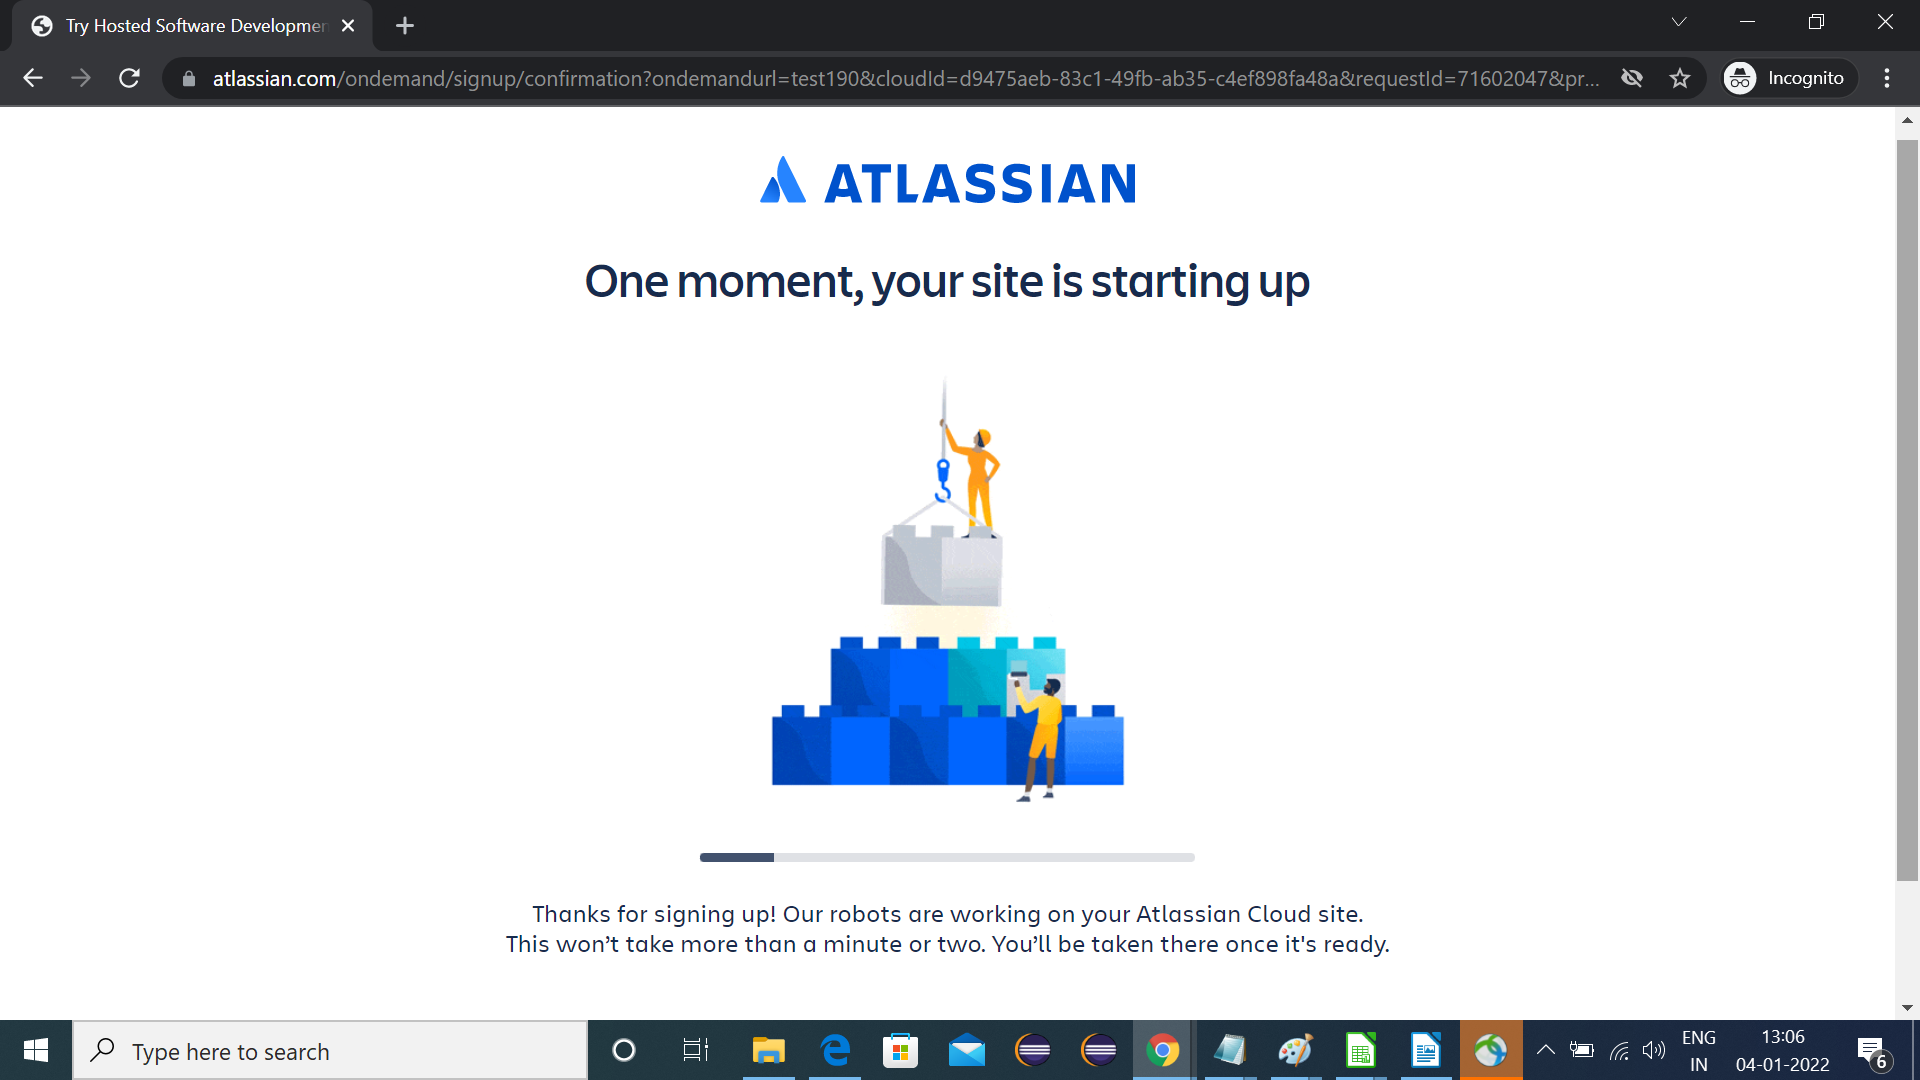 Try Hosted Software Developmen
atlassian.com/ondemand/signup/confirmation?ondemandurl=test190&cloudId=d9475aeb-83c1-49fb-ab35-c4ef898fa48a&requestId=71602047&pr...
Incognito
ATLASSIAN
One moment, your site is starting up
Thanks for signing up! Our robots are working on your Atlassian Cloud site.
This won’t take more than a minute or two. You’ll be taken there once it's ready.
Type here to search
ENG
IN
13:06
04-01-2022
6